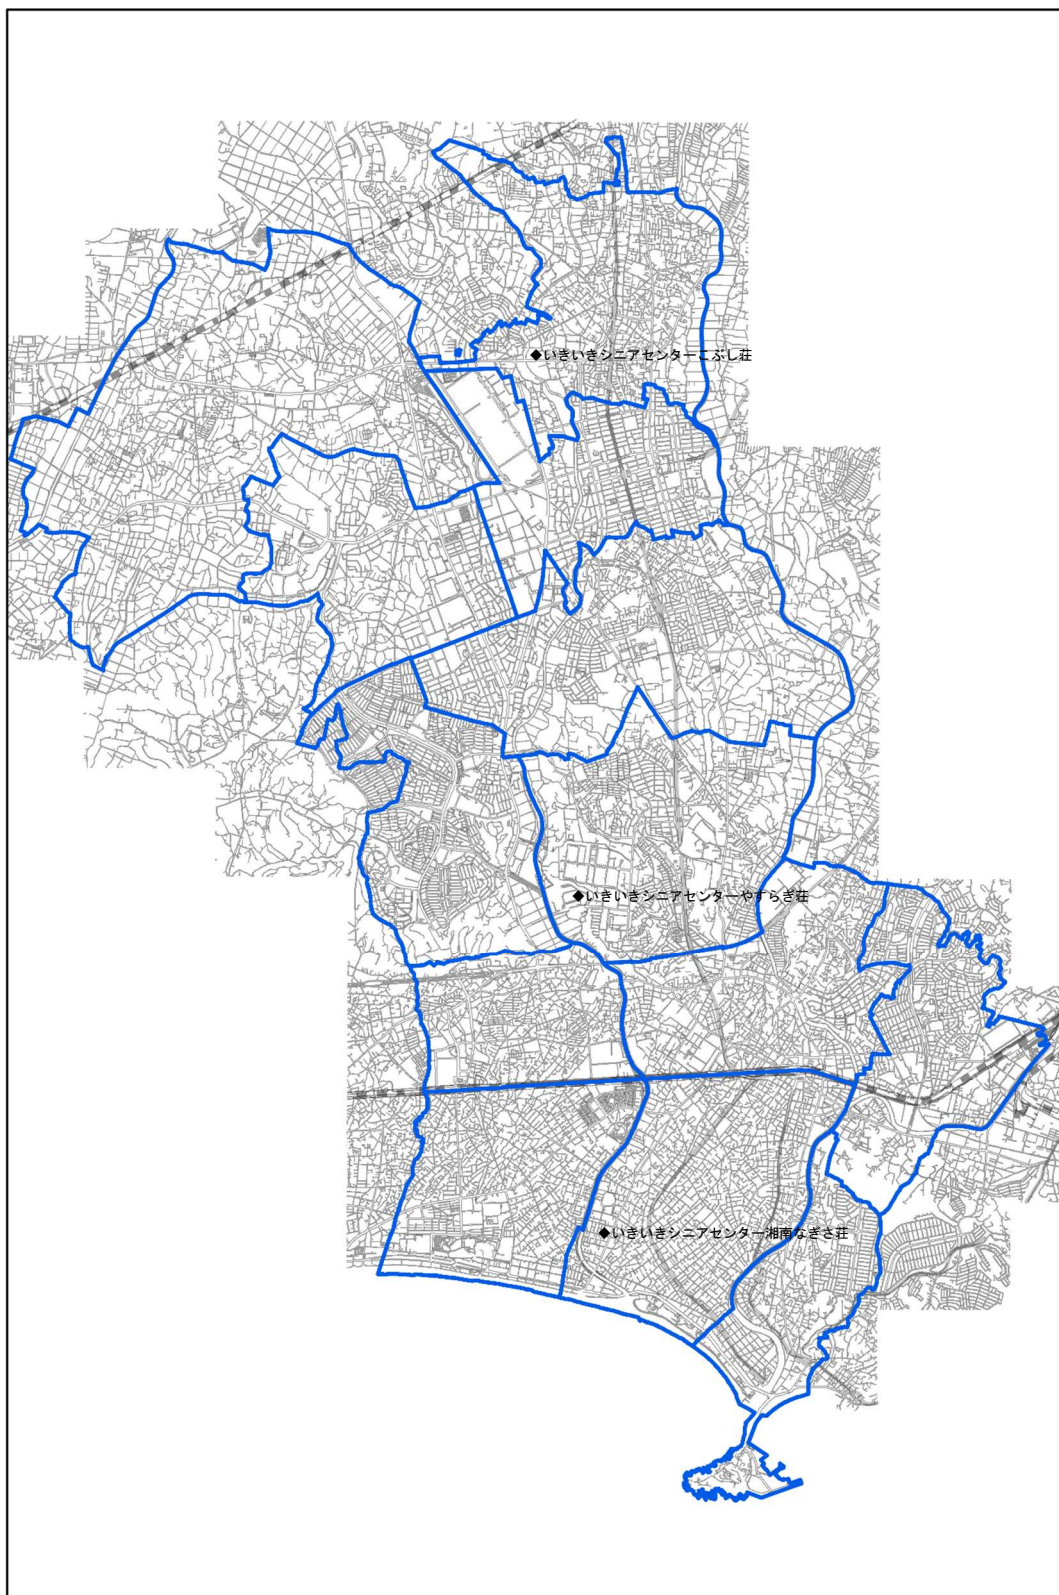 ◆いきいきシニアセンターこぶし荘
◆いきいきシニアセンターやすらぎ荘
◆いきいきシニアセンター湘南なぎさ荘